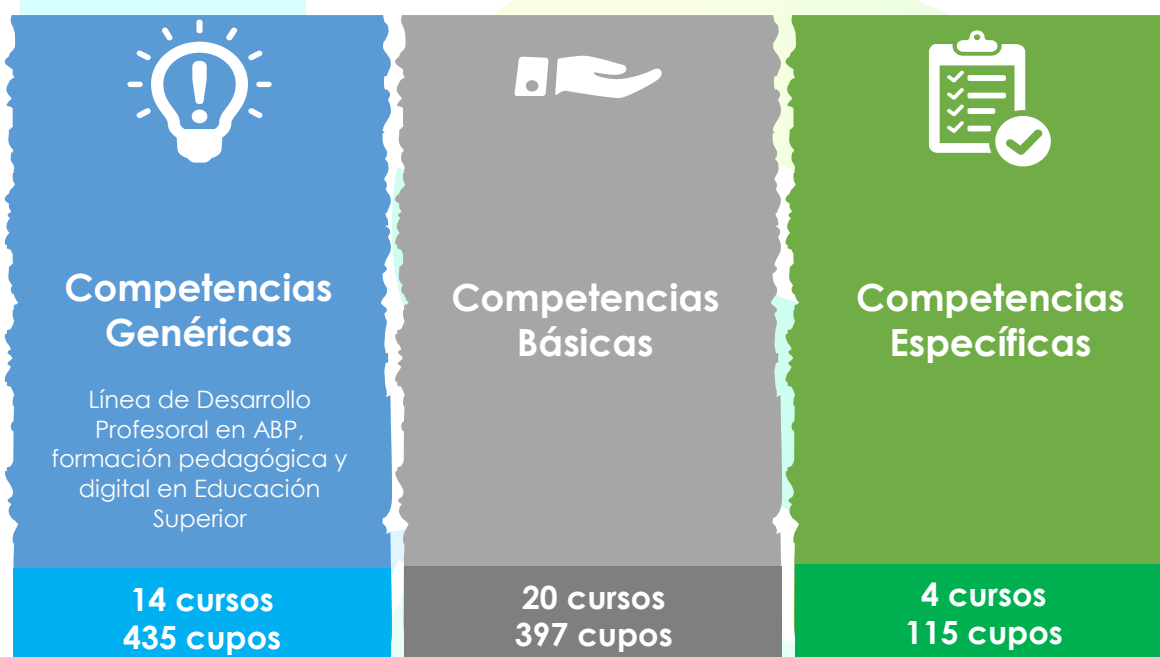 Competencias
Genéricas
Línea de Desarrollo
Profesoral en ABP,
formación pedagógica y
digital en Educación
Superior
14 cursos
435 cupos
Competencias
Básicas
20 cursos
397 cupos
Competencias
Específicas
4 cursos
115 cupos